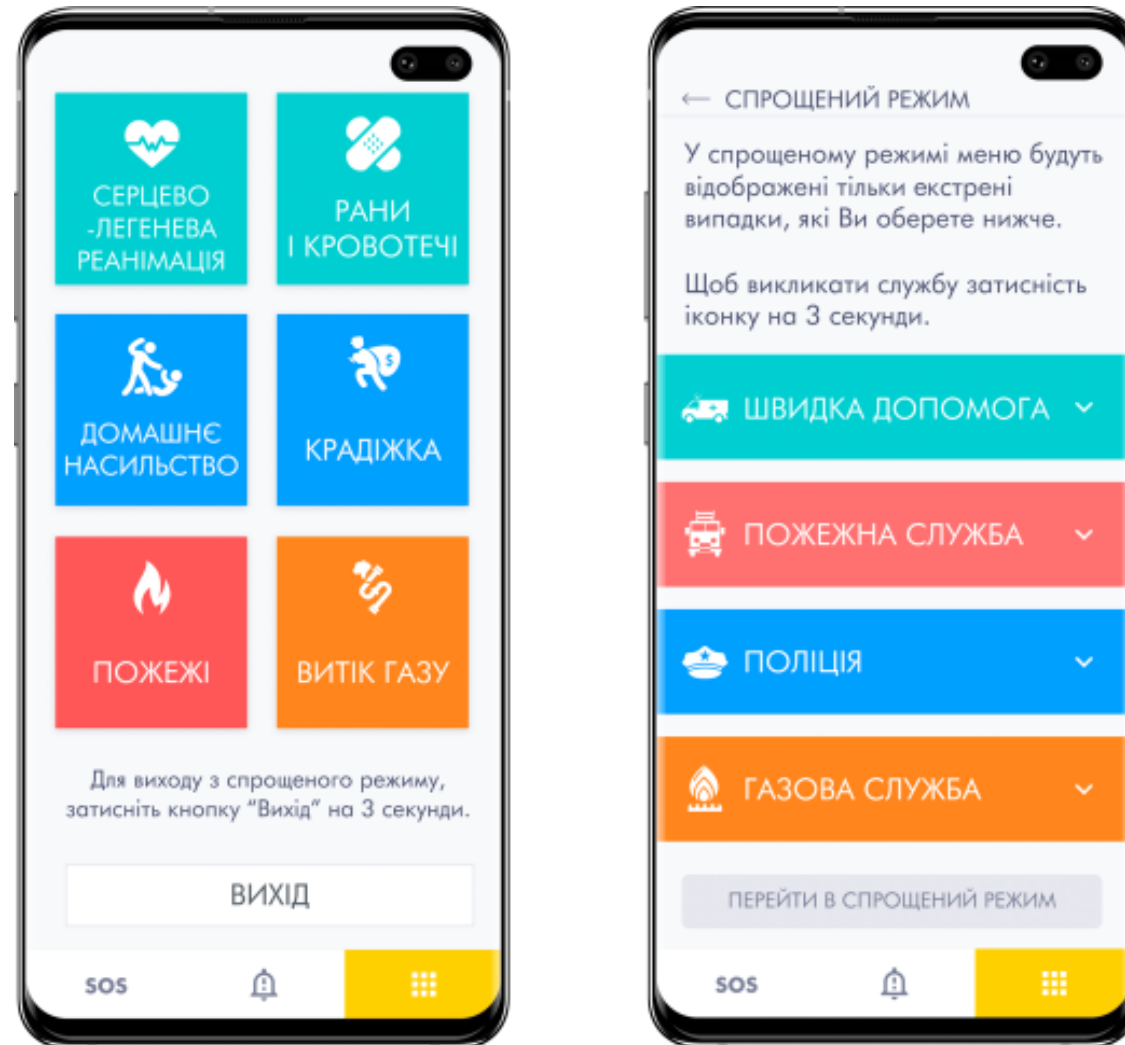 СЕРЦЕВО
-ЛЕГЕНЕВА
РЕАНІМАЦІЯ
РАНИ
І КРОВОТЕЧІ
ДОМАШНЄ
НАСИЛЬСТВО
КРАДІЖКА
ПОЖЕЖІ
ВИТІК ГАЗУ
Для виходу з спрощеного режиму,
затисніть кнопку “Вихід” на 3 секунди.
ВИХІД
SOS
← СПРОЩЕНИЙ РЕЖИМ
У спрощеному режимі меню будуть
відображені тільки екстрені
випадки, які Ви оберете нижче.
Щоб викликати службу затисність
іконку на 3 секунди.
ШВИДКА ДОПОМОГА
ПОЖЕЖНА СЛУЖБА
ПОЛІЦІЯ
ГАЗОВА СЛУЖБА
ПЕРЕЙТИ В СПРОЩЕНИЙ РЕЖИМ
SOS